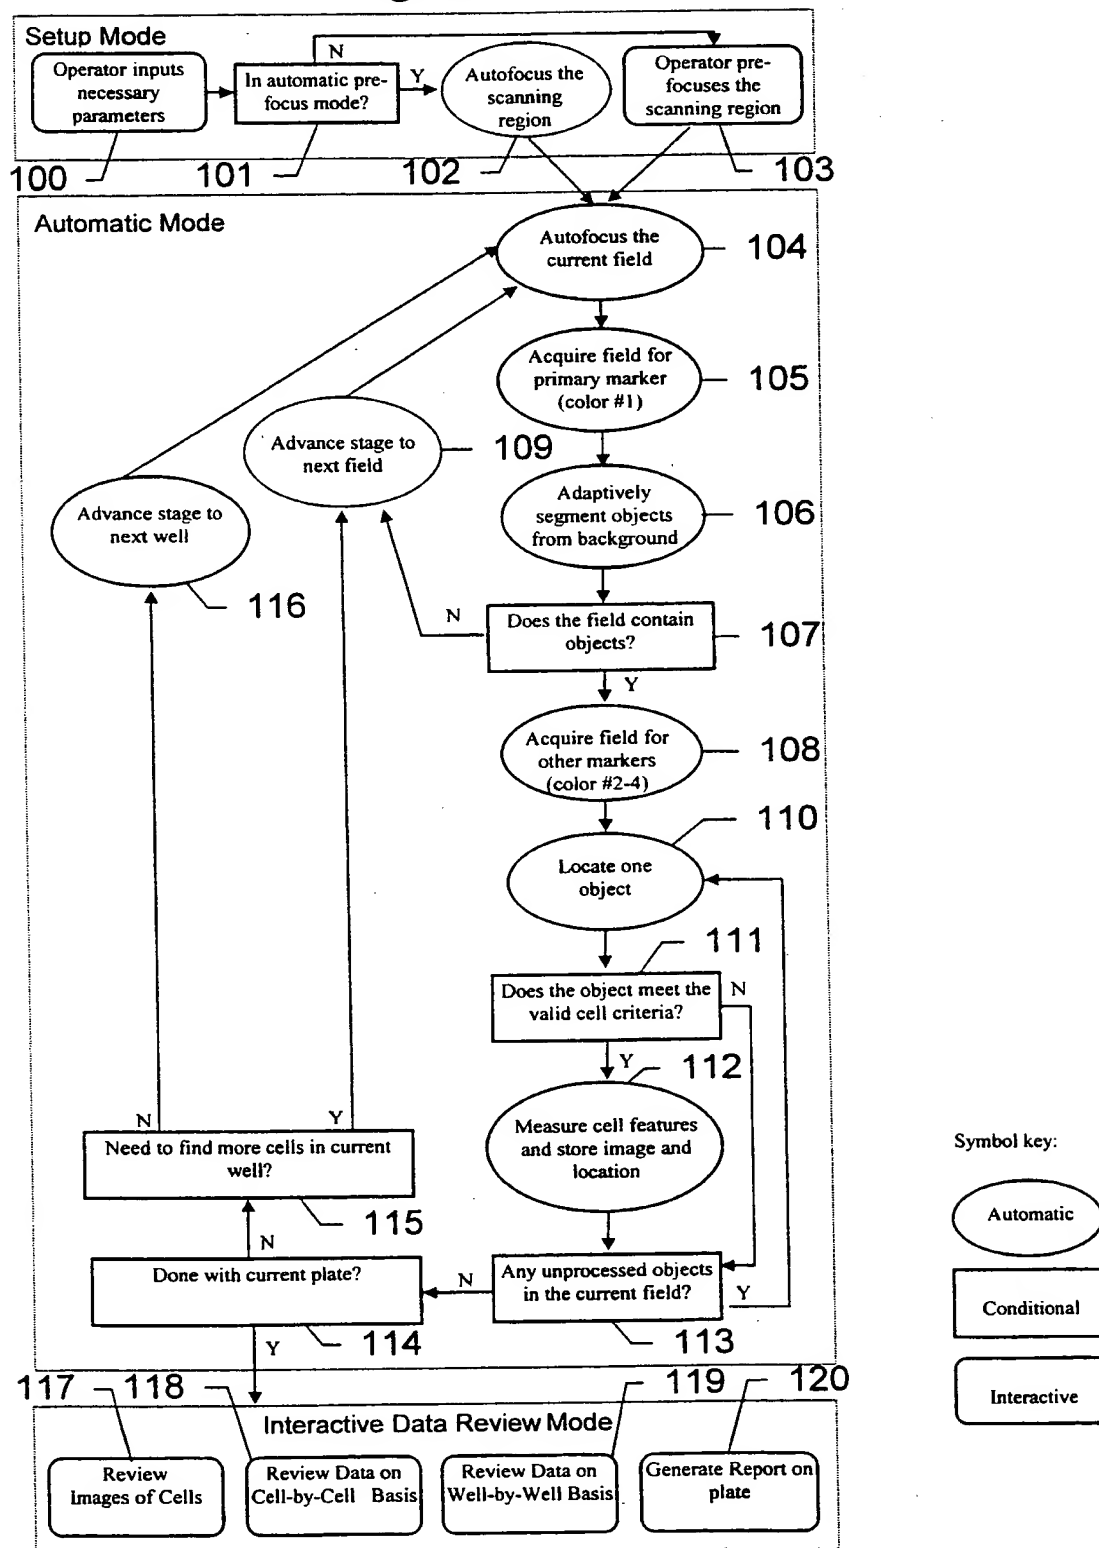 Setup Mode
Operator inputs
necessary
parameters
In automatic pre-
focus mode?
N
Y
Autofocus the
scanning
region
Operator pre-
focuses the
scanning region
100
101
102
103
Automatic Mode
Autofocus the
current field
104
Acquire field for
primary marker
(color #1)
105
Advance stage to
next field
109
Adaptively
segment objects
from background
106
Advance stage to
next well
116
N
Does the field contain
objects?
107
Y
Acquire field for
other markers
(color #2-4)
108
110
Locate one
object
111
Does the object meet the
valid cell criteria?
N
Y
112
Measure cell features
and store image and
location
N
Y
Need to find more cells in current
well?
115
N
Done with current plate?
114
Y
N
Any unprocessed objects
in the current field?
Y
113
Symbol key:
Automatic
Conditional
Interactive
117
118
119
120
Interactive Data Review Mode
Review
Images of Cells
Review Data on
Cell-by-Cell Basis
Review Data on
Well-by-Well Basis
Generate Report on
plate